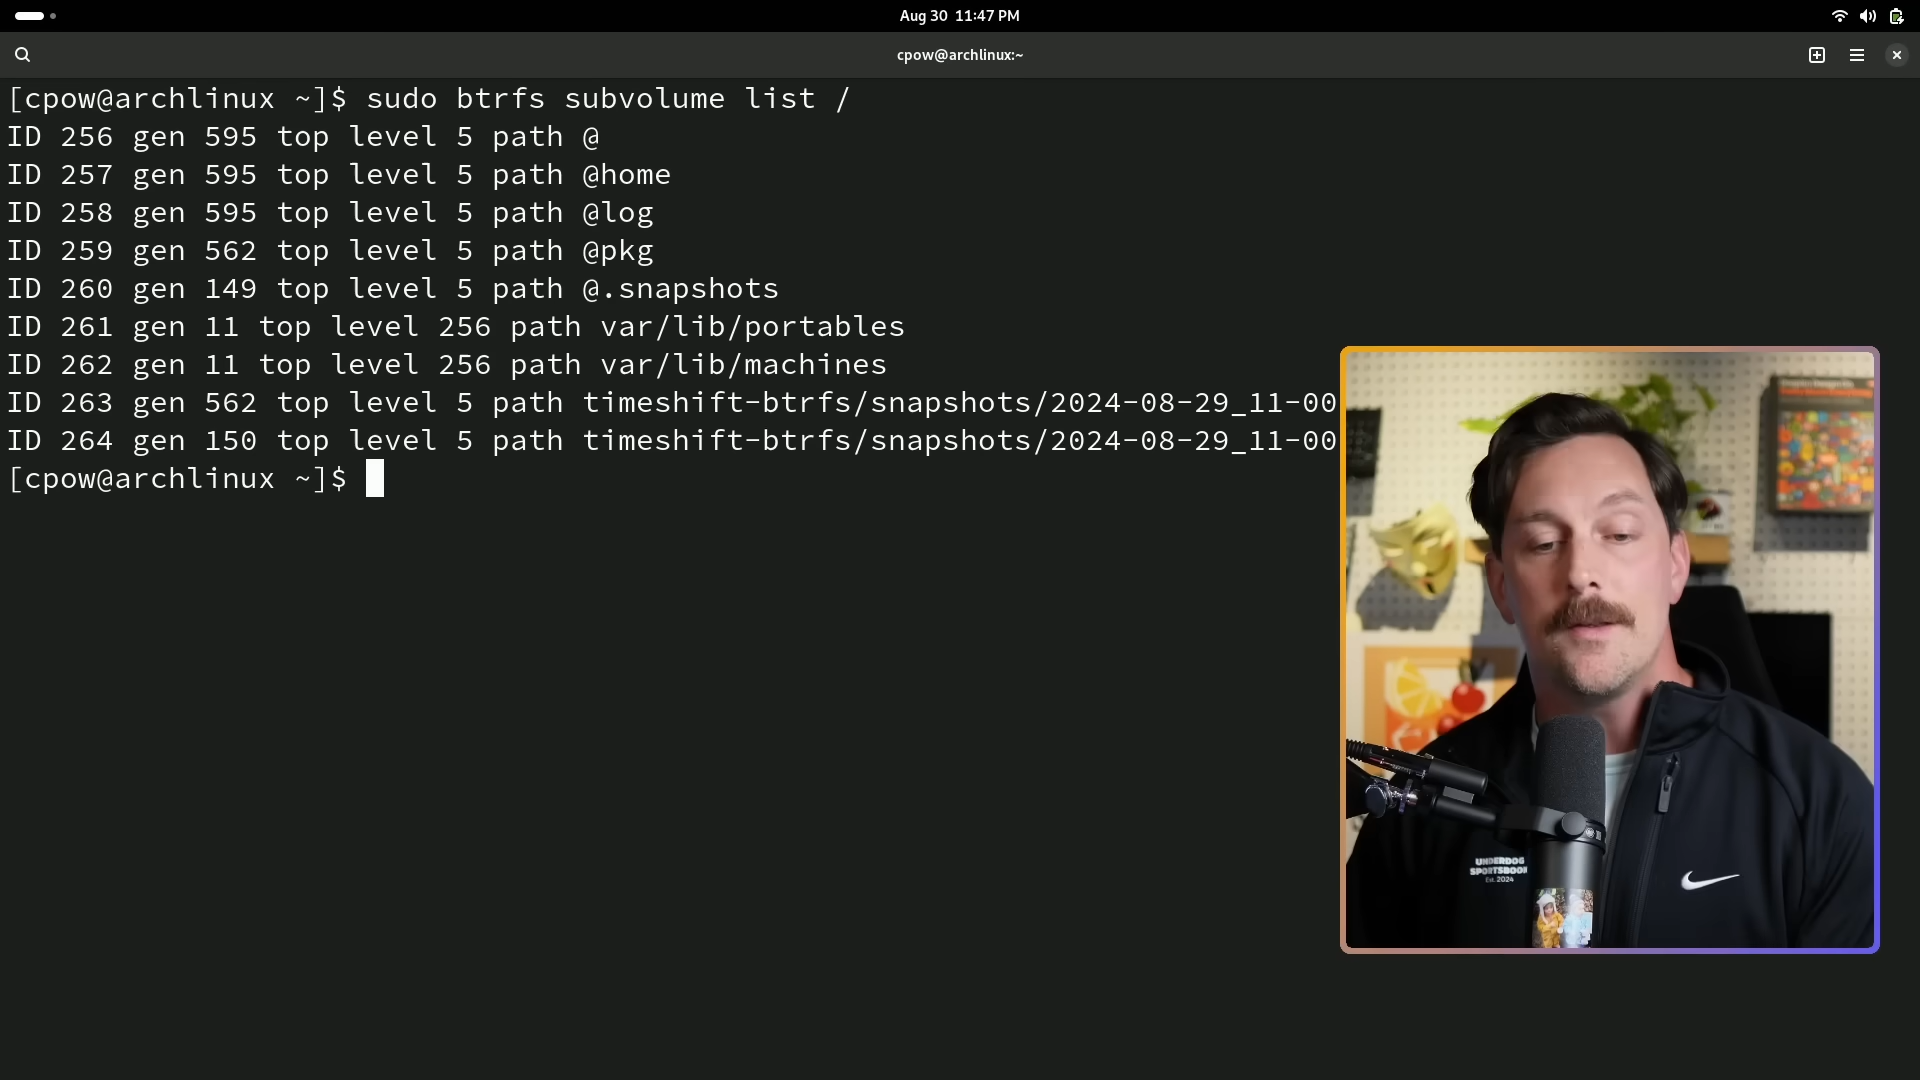 Aug 30 11:47 PM
cpow@archlinux:~
[cpow@archlinux ~]$ sudo btrfs subvolume list /
ID 256 gen 595 top level 5 path @
ID 257 gen 595 top level 5 path @home
ID 258 gen 595 top level 5 path @log
ID 259 gen 562 top level 5 path @pkg
ID 260 gen 149 top level 5 path @.snapshots
ID 261 gen 11 top level 256 path var/lib/portables
ID 262 gen 11 top level 256 path var/lib/machines
ID 263 gen 562 top level 5 path timeshift-btrfs/snapshots/2024-08-29_11-00
ID 264 gen 150 top level 5 path timeshift-btrfs/snapshots/2024-08-29_11-00
[cpow@archlinux ~]$
UNDERDOG
SPORTSBOOK
Est. 2024